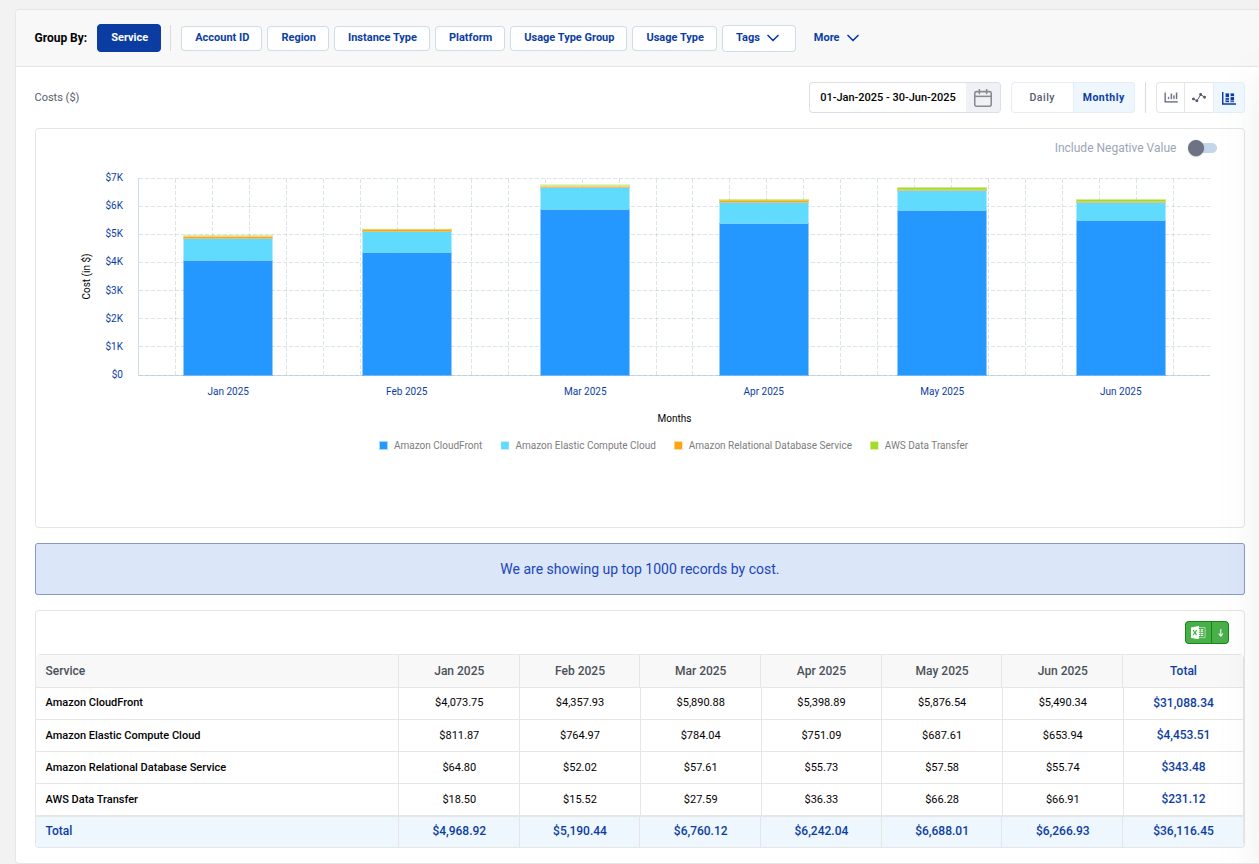 Group By: Service Account ID Region Instance Type Platform Usage Type Group Usage Type Tags More
Costs ($) 01-Jan-2025 - 30-Jun-2025 Daily Monthly
Include Negative Value
$7K
$6K
$5K
$4K
$3K
$2K
$1K
$0
Cost (in $)
Jan 2025 Feb 2025 Mar 2025 Apr 2025 May 2025 Jun 2025
Months
Amazon CloudFront Amazon Elastic Compute Cloud Amazon Relational Database Service AWS Data Transfer
We are showing up top 1000 records by cost.
Service Jan 2025 Feb 2025 Mar 2025 Apr 2025 May 2025 Jun 2025 Total
Amazon CloudFront $4,073.75 $4,357.93 $5,890.88 $5,398.89 $5,876.54 $5,490.34 $31,088.34
Amazon Elastic Compute Cloud $811.87 $764.97 $784.04 $751.09 $687.61 $653.94 $4,453.51
Amazon Relational Database Service $64.80 $52.02 $57.61 $55.73 $57.58 $55.74 $343.48
AWS Data Transfer $18.50 $15.52 $27.59 $36.33 $66.28 $66.91 $231.12
Total $4,968.92 $5,190.44 $6,760.12 $6,242.04 $6,688.01 $6,266.93 $36,116.45